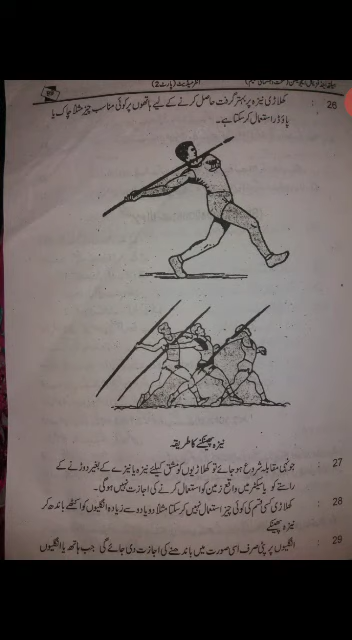 انٹرمیڈیٹ (پارٹ 2)
26 : کھلاڑی نیزہ پر بہتر گرفت حاصل کرنے کے لیے ہاتھوں پر کوئی مناسب چیز مثلاً چاک یا
پاؤڈر استعمال کر سکتا ہے۔
نیزہ پھینکنے کا طریقہ
27 : جونہی مقابلہ شروع ہو جائے تو کھلاڑیوں کو مشق کیلئے نیزہ یا نیزے کے بغیر دوڑنے کے
راستے کو یا سیکٹر میں واقع زمین کو استعمال کرنے کی اجازت نہیں ہو گی۔
28 : کھلاڑی کسی قسم کی کوئی چیز استعمال نہیں کر سکتا مثلاً دو یا دو سے زیادہ انگلیوں کو اکٹھے باندھ کر
نیزہ پھینکے
29 : انگلیوں پر پٹی صرف اسی صورت میں باندھنے کی اجازت دی جائے گی جب ہاتھ یا انگلیوں